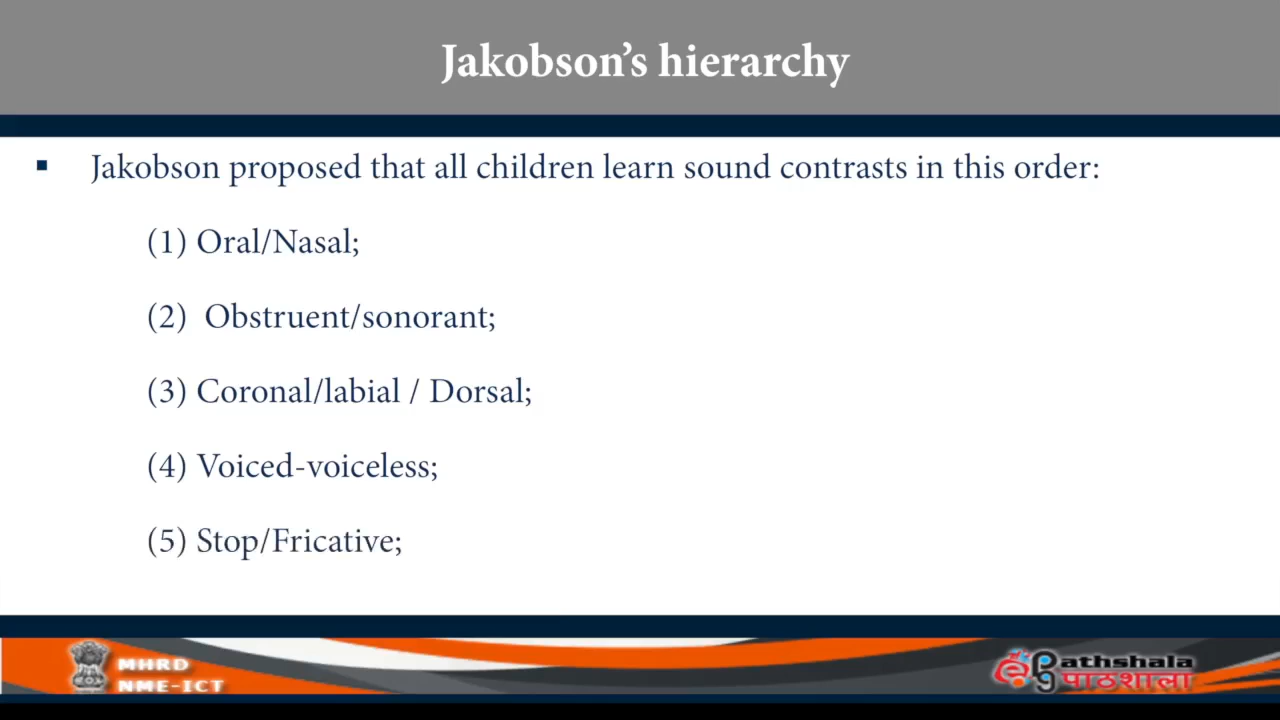 Jakobson’s hierarchy
▪ Jakobson proposed that all children learn sound contrasts in this order:
(1) Oral/Nasal;
(2) Obstruent/sonorant;
(3) Coronal/labial / Dorsal;
(4) Voiced-voiceless;
(5) Stop/Fricative;
MHRD
NME-ICT
Pathshala
पाठशाला